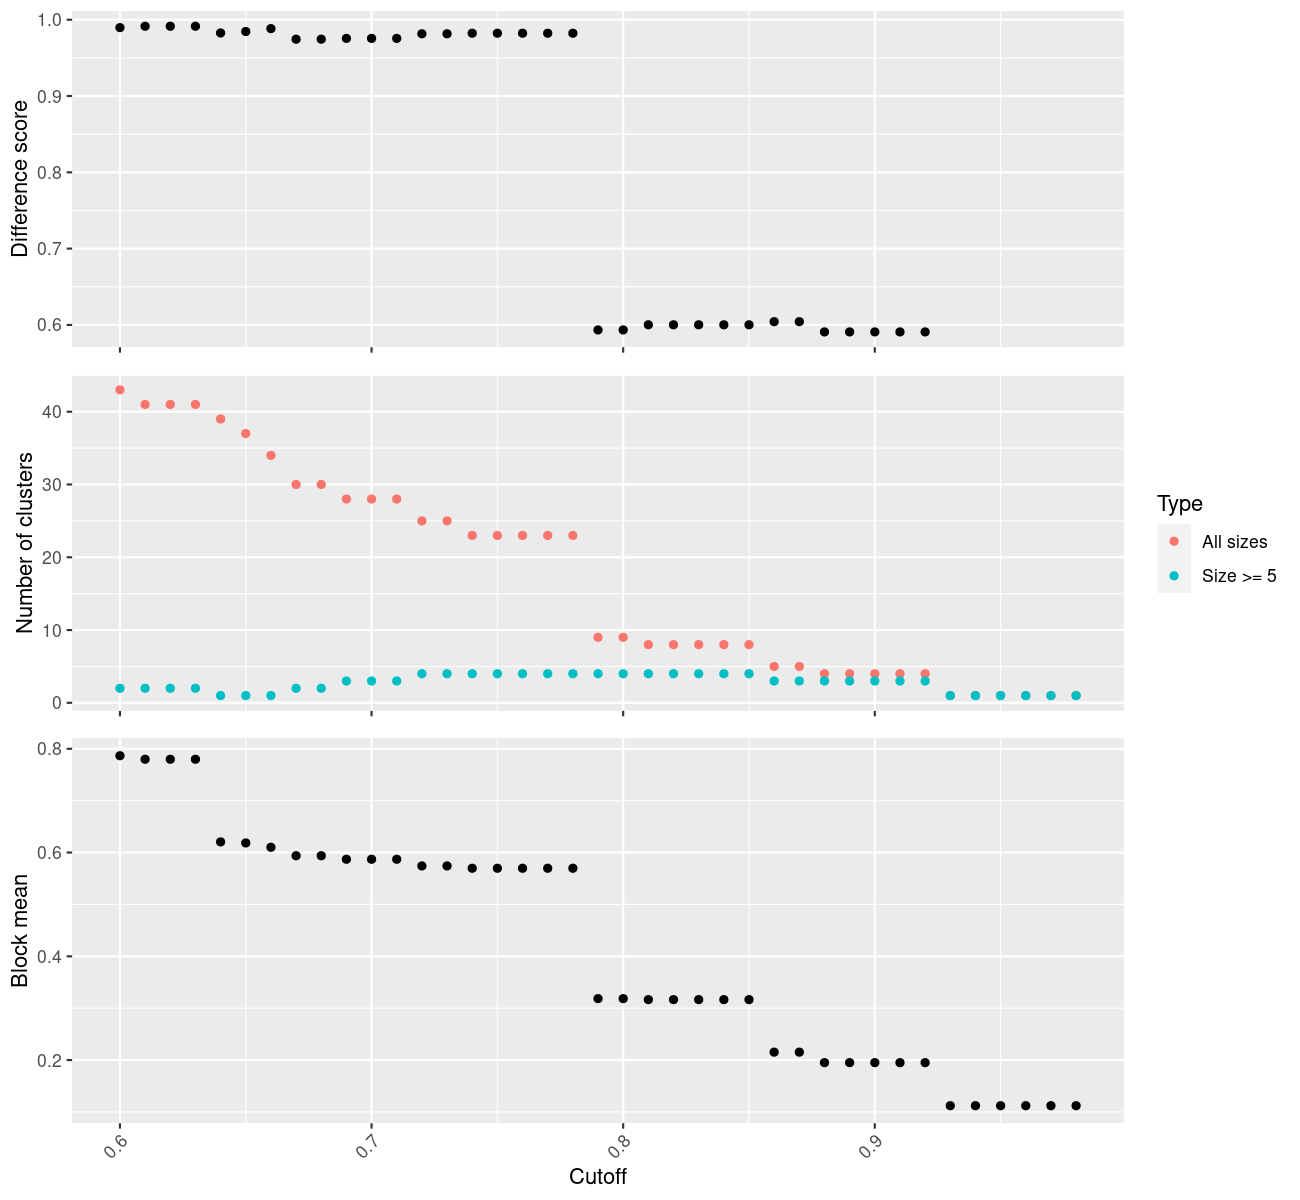 Difference score
1.0
0.9
0.8
0.7
0.6
Number of clusters
40
30
20
10
0
Type
All sizes
Size >= 5
Block mean
0.8
0.6
0.4
0.2
0.6
0.7
0.8
0.9
Cutoff